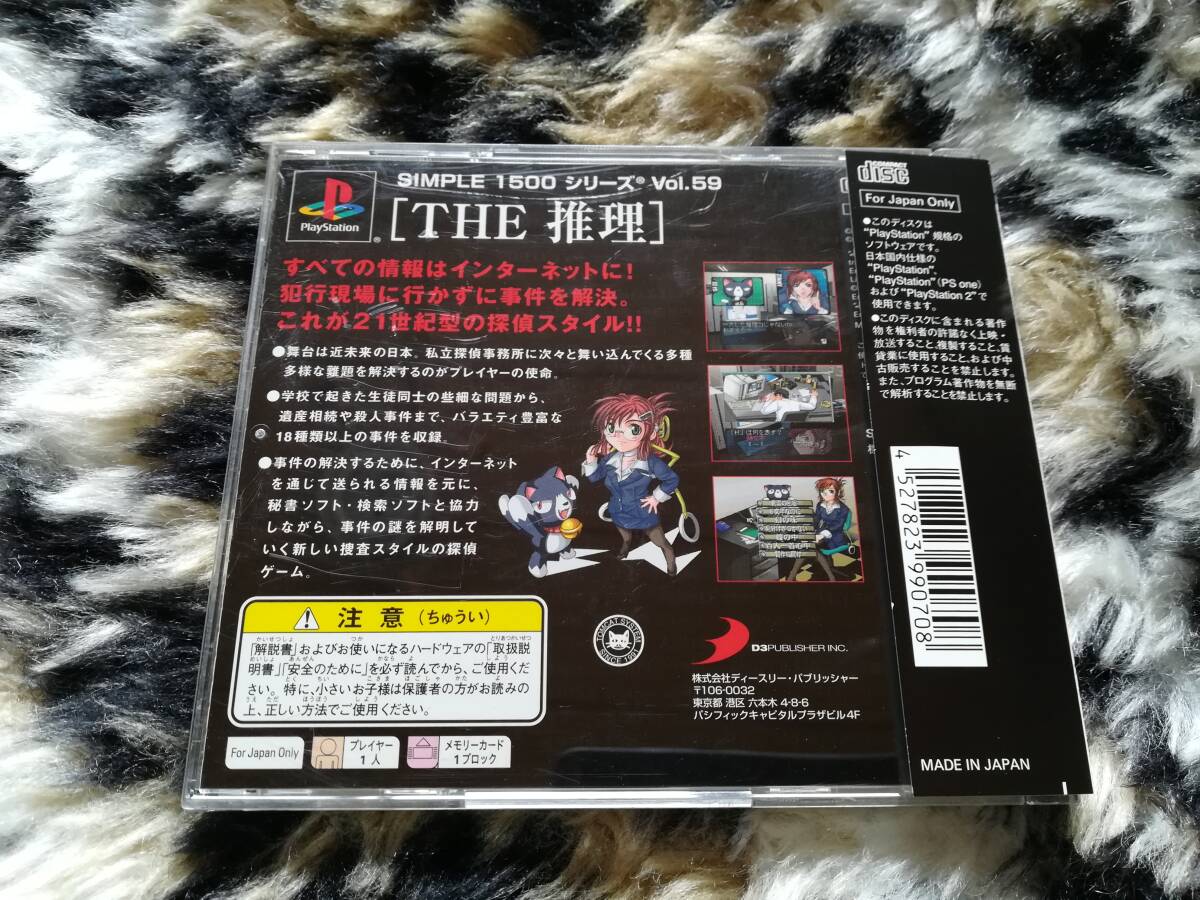 SIMPLE 1500 シリーズ® Vol.59
PlayStation®
[THE 推理]
すべての情報はインターネットに!
犯行現場に行かずに事件を解決。
これが21世紀型の探偵スタイル!!
●舞台は近未来の日本。私立探偵事務所に次々と舞い込んでくる多種
多様な難題を解決するのがプレイヤーの使命。
●学校で起きた生徒同士の些細な問題から、
遺産相続や殺人事件まで、バラエティ豊富な
18種類以上の事件を収録。
●事件の解決するために、インターネット
を通じて送られる情報を元に、
秘書ソフト・検索ソフトと協力
しながら、事件の謎を解明して
いく新しい捜査スタイルの探偵
ゲーム。
注意(ちゅうい)
「解説書」およびお使いになるハードウェアの「取扱説
明書」「安全のために」を必ず読んでから、ご使用くだ
さい。特に、小さいお子様は保護者の方がお読みの
上、正しい方法でご使用ください。
For Japan Only
プレイヤー
1人
メモリーカード
1ブロック
TOMCAT SYSTEM
SINCE 1991
D3PUBLISHER INC.
株式会社ディースリー・パブリッシャー
〒106-0032
東京都 港区 六本木 4-8-6
パシフィックキャピタルプラザビル4F
COMPACT
disc
For Japan Only
●このディスクは
"PlayStation" 規格の
ソフトウェアです。
日本国内仕様の
"PlayStation"、
"PlayStation"(PS one)
および"PlayStation 2"で
使用できます。
●このディスクに含まれる著作
物を権利者の許諾なく上映・
放送すること、複製すること、賃
貸業に使用すること、および中
古販売することを禁止します。
また、プログラム著作物を無断
で解析することを禁止します。
4527823990708
MADE IN JAPAN